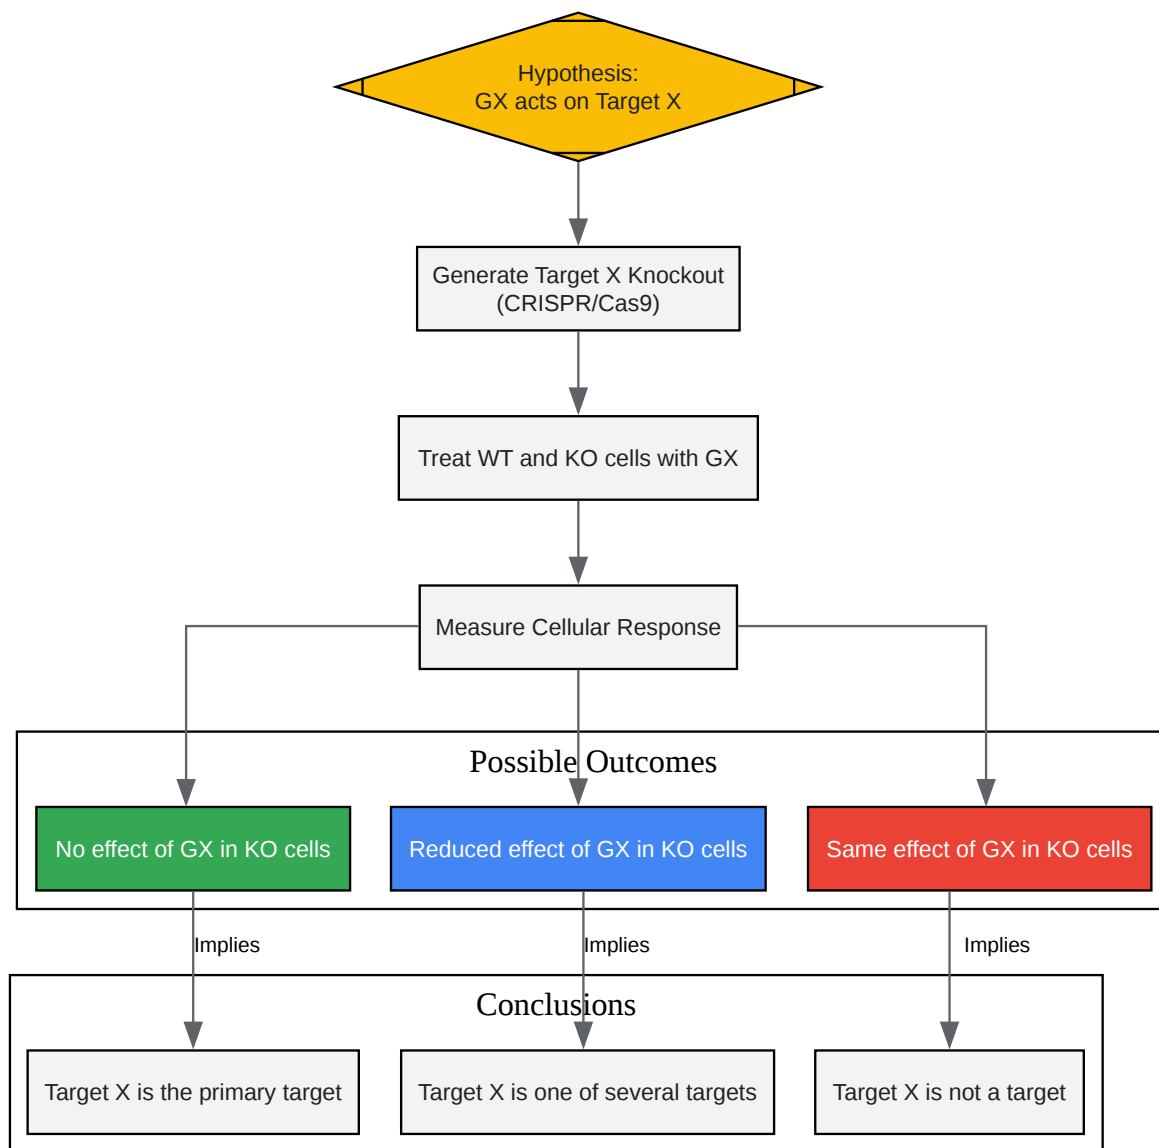 Hypothesis:
GX acts on Target X
Generate Target X Knockout
(CRISPR/Cas9)
Treat WT and KO cells with GX
Measure Cellular Response
Possible Outcomes
No effect of GX in KO cells
Reduced effect of GX in KO cells
Same effect of GX in KO cells
Implies
Implies
Implies
Conclusions
Target X is the primary target
Target X is one of several targets
Target X is not a target